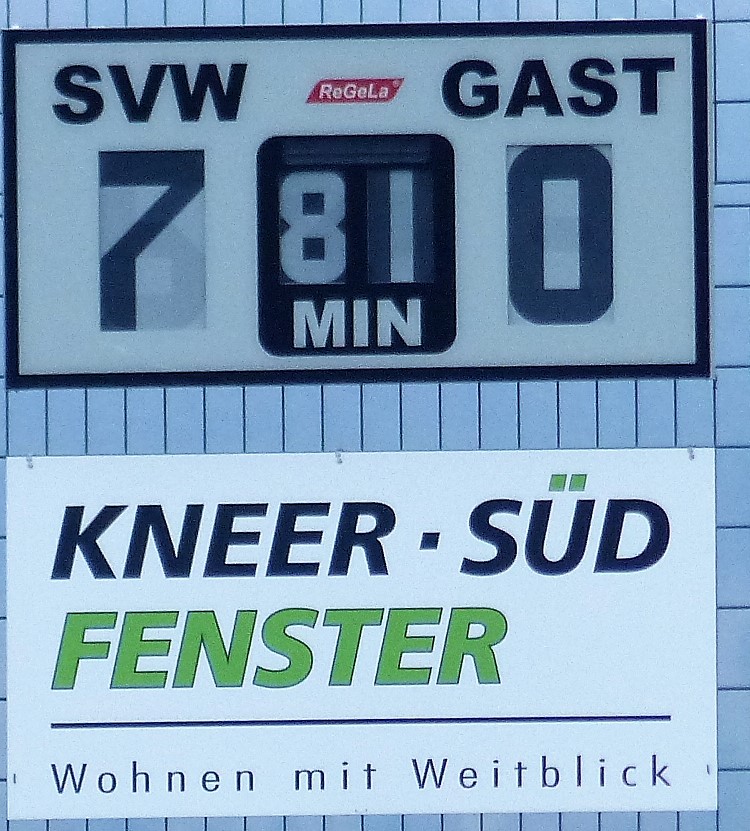 SVW ReGeLa GAST
7 81 0
MIN
KNEER · SÜD
FENSTER
Wohnen mit Weitblick